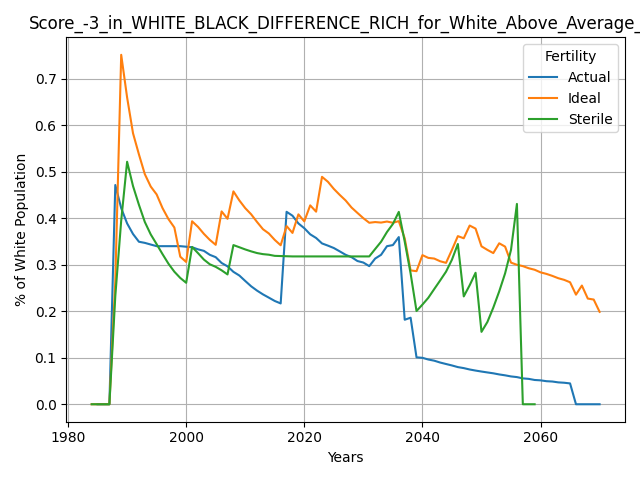 Score_-3_in_WHITE_BLACK_DIFFERENCE_RICH_for_White_Above_Average_
Fertility
Actual
Ideal
Sterile
% of White Population
0.7
0.6
0.5
0.4
0.3
0.2
0.1
0.0
1980 2000 2020 2040 2060
Years